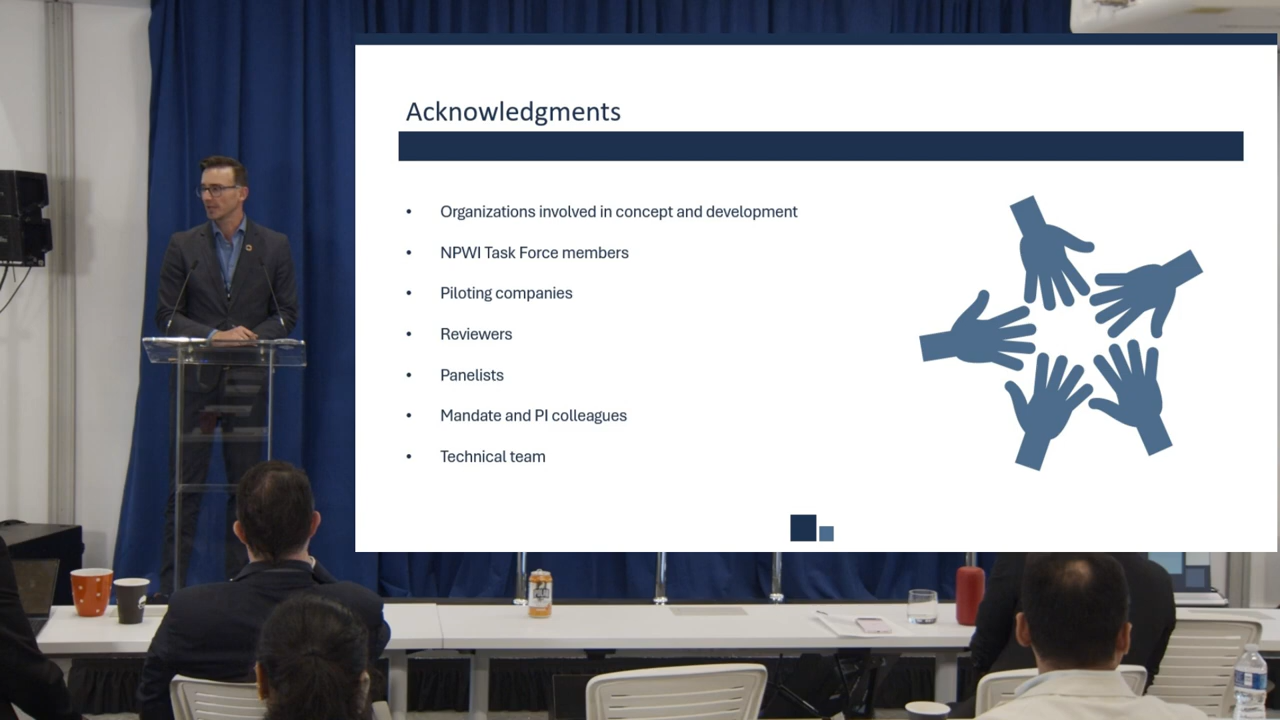 Acknowledgments
• Organizations involved in concept and development
• NPWI Task Force members
• Piloting companies
• Reviewers
• Panelists
• Mandate and PI colleagues
• Technical team